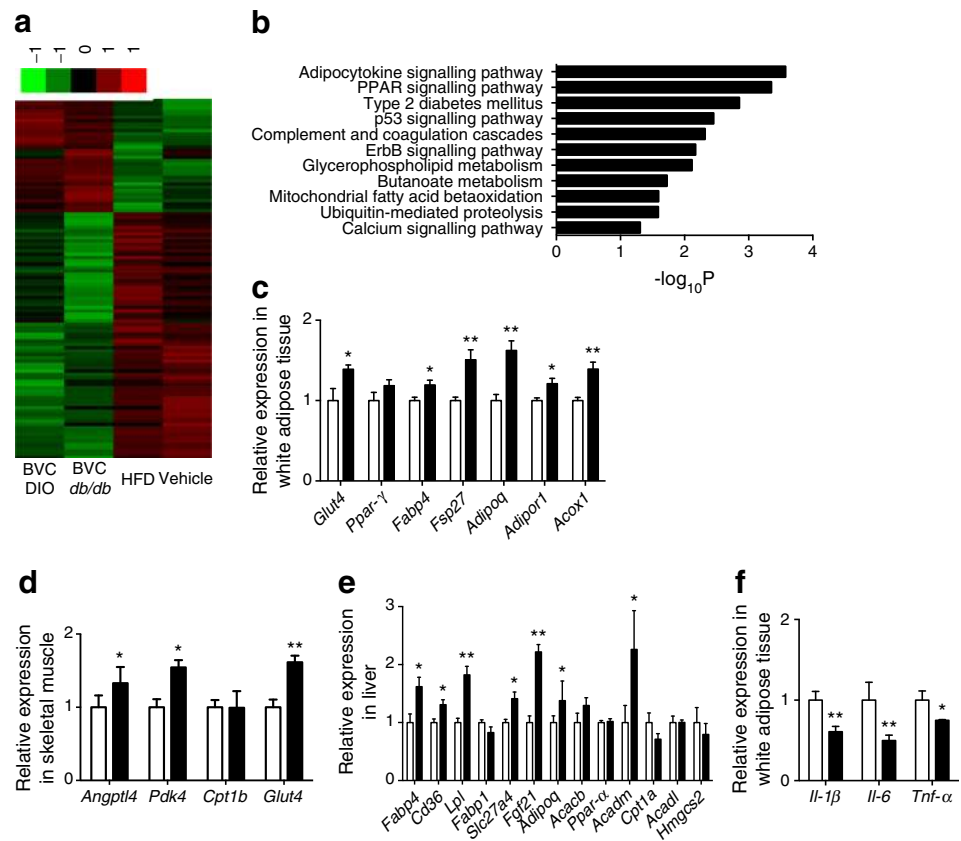 a
−1 −1 0 1 1
BVC DIO
BVC db/db
HFD
Vehicle
b
Adipocytokine signalling pathway
PPAR signalling pathway
Type 2 diabetes mellitus
p53 signalling pathway
Complement and coagulation cascades
ErbB signalling pathway
Glycerophospholipid metabolism
Butanoate metabolism
Mitochondrial fatty acid betaoxidation
Ubiquitin-mediated proteolysis
Calcium signalling pathway
0 1 2 3 4
-log10P
c
Relative expression in
white adipose tissue
2
1
0
* * ** ** * **
Glut4 Ppar-γ Fabp4 Fsp27 Adipoq Adipor1 Acox1
d
Relative expression
in skeletal muscle
2
1
0
* * **
Angptl4 Pdk4 Cpt1b Glut4
e
Relative expression
in liver
3
2
1
0
* * ** * ** * *
Fabp4 Cd36 Lpl Fabp1 Slc27a4 Fgf21 Adipoq Acacb Ppar-α Acadm Cpt1a Acadl Hmgcs2
f
Relative expression in
white adipose tissue
2
1
0
** ** *
Il-1β Il-6 Tnf-α